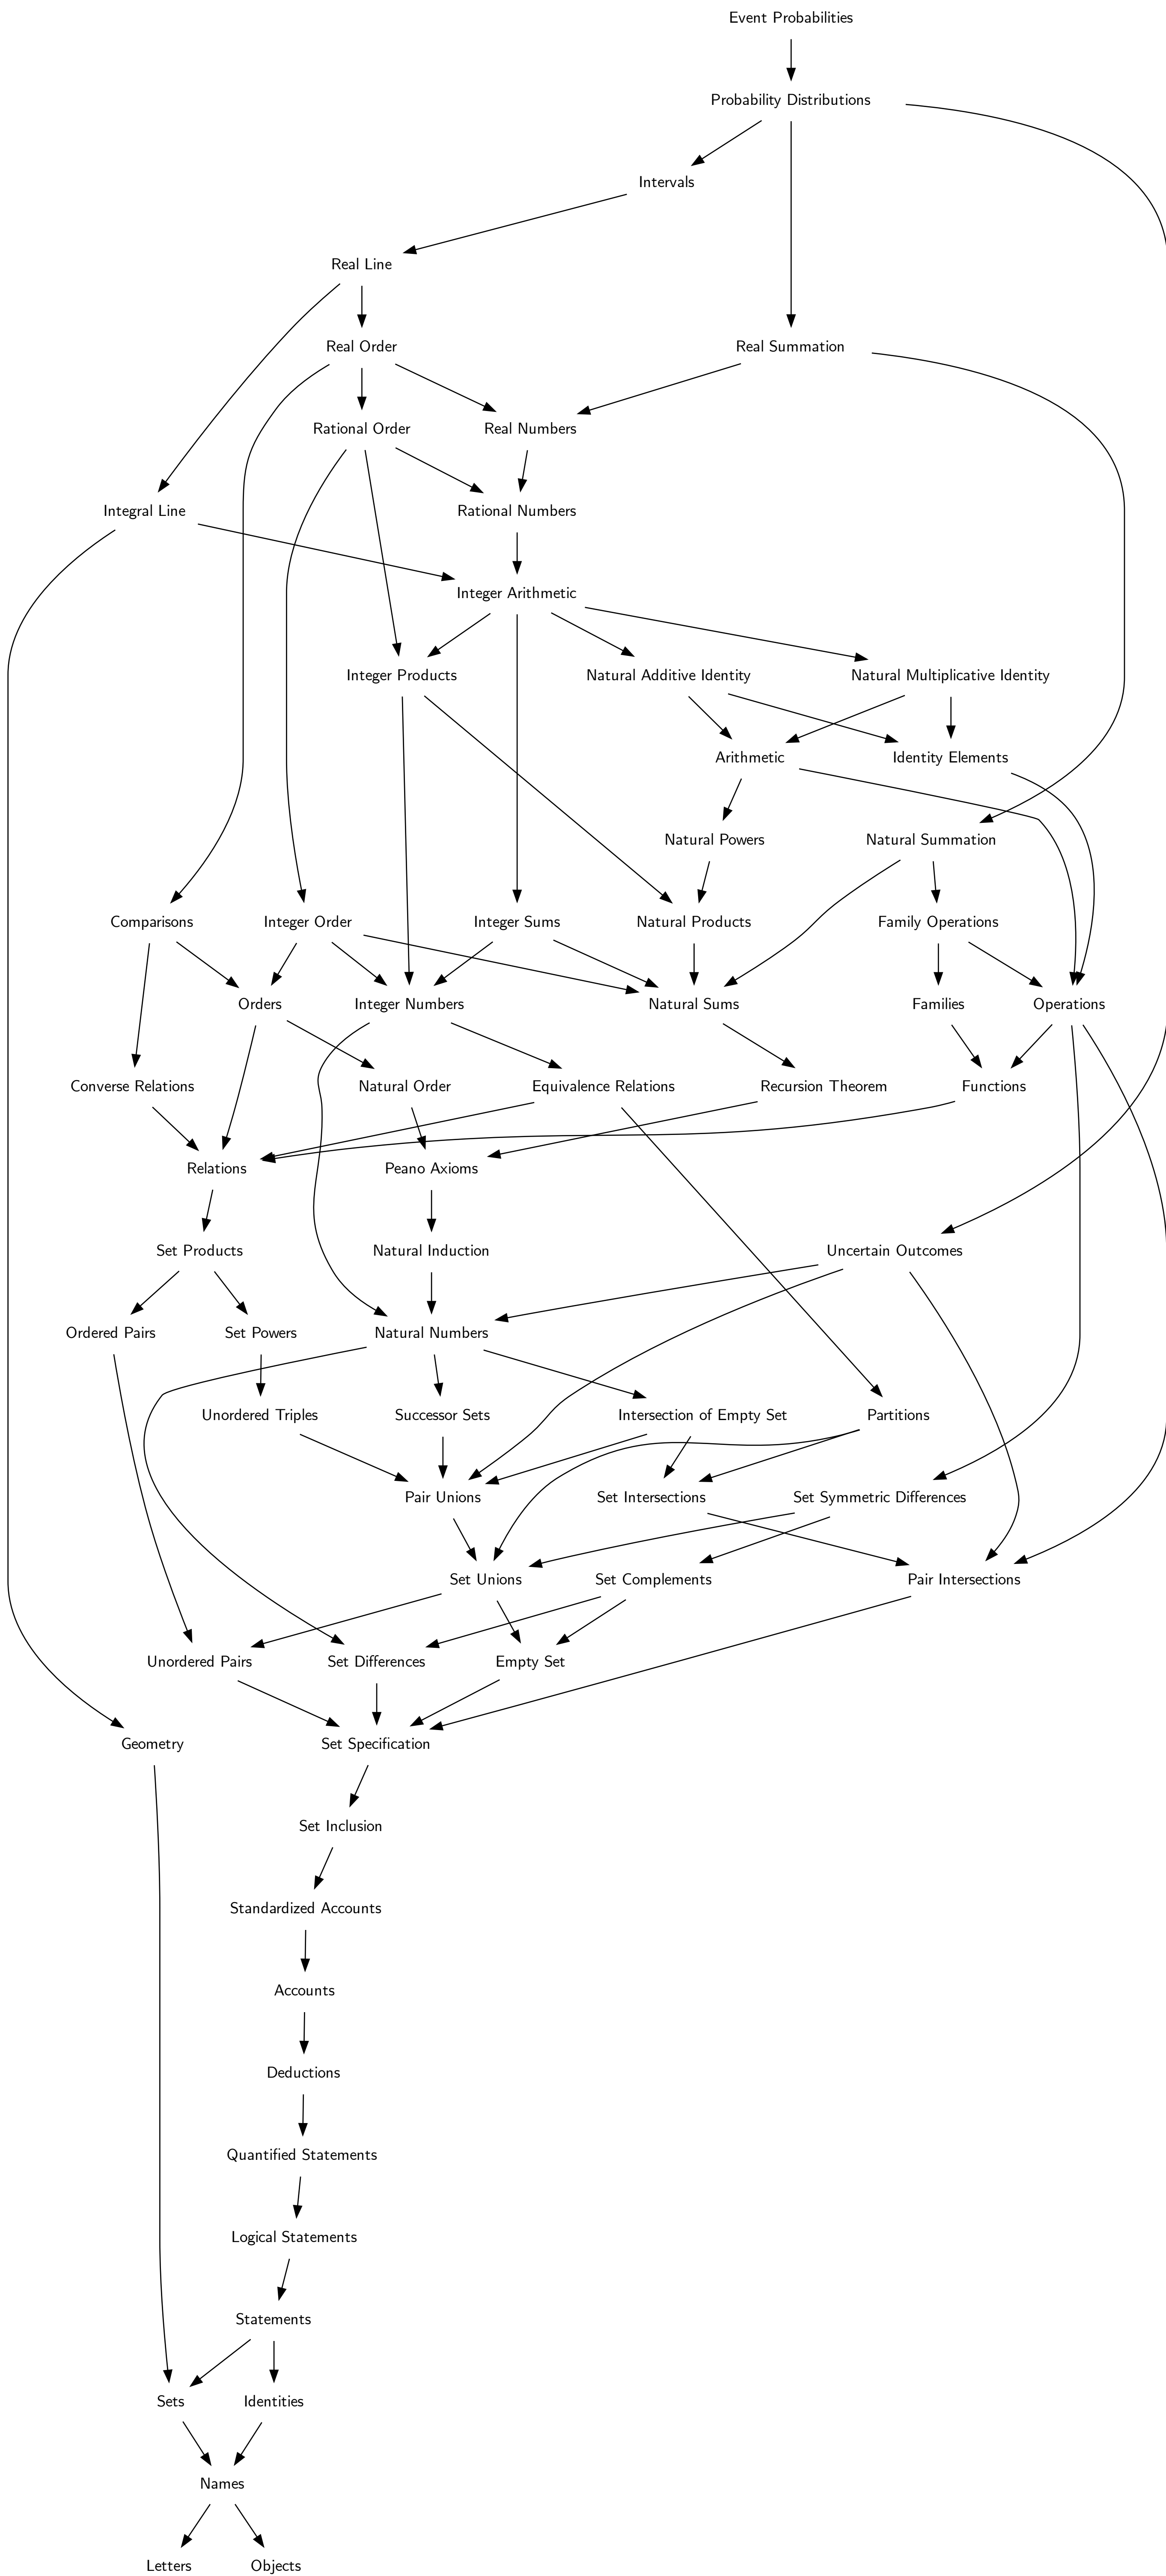 Event Probabilities
Probability Distributions
Intervals
Real Line
Real Order
Real Summation
Rational Order
Real Numbers
Integral Line
Rational Numbers
Integer Arithmetic
Integer Products
Natural Additive Identity
Natural Multiplicative Identity
Arithmetic
Identity Elements
Natural Powers
Natural Summation
Comparisons
Integer Order
Integer Sums
Natural Products
Family Operations
Orders
Integer Numbers
Natural Sums
Families
Operations
Converse Relations
Natural Order
Equivalence Relations
Recursion Theorem
Functions
Relations
Peano Axioms
Set Products
Natural Induction
Uncertain Outcomes
Ordered Pairs
Set Powers
Natural Numbers
Unordered Triples
Successor Sets
Intersection of Empty Set
Partitions
Pair Unions
Set Intersections
Set Symmetric Differences
Set Unions
Set Complements
Pair Intersections
Unordered Pairs
Set Differences
Empty Set
Geometry
Set Specification
Set Inclusion
Standardized Accounts
Accounts
Deductions
Quantified Statements
Logical Statements
Statements
Sets
Identities
Names
Letters
Objects